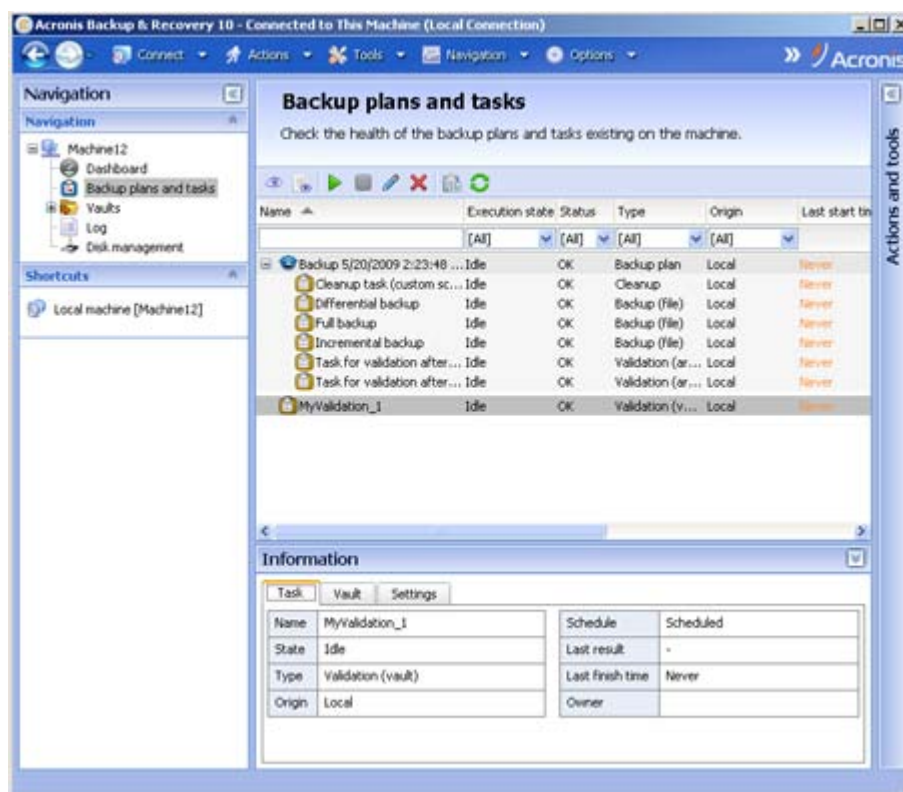 Acronis Backup & Recovery 10 - Connected to This Machine (Local Connection)
Connect Actions Tools Navigation Options » Acronis
Navigation
Navigation
Machine12
Dashboard
Backup plans and tasks
Vaults
Log
Disk management
Shortcuts
Local machine [Machine12]
Backup plans and tasks
Check the health of the backup plans and tasks existing on the machine.
Name Execution state Status Type Origin Last start tim
[All] [All] [All] [All]
Backup 5/20/2009 2:23:48 ... Idle OK Backup plan Local Never
Cleanup task (custom sc... Idle OK Cleanup Local Never
Differential backup Idle OK Backup (file) Local Never
Full backup Idle OK Backup (file) Local Never
Incremental backup Idle OK Backup (file) Local Never
Task for validation after... Idle OK Validation (ar... Local Never
Task for validation after... Idle OK Validation (ar... Local Never
MyValidation_1 Idle OK Validation (v... Local Never
Information
Task Vault Settings
Name MyValidation_1 Schedule Scheduled
State Idle Last result -
Type Validation (vault) Last finish time Never
Origin Local Owner
Actions and tools